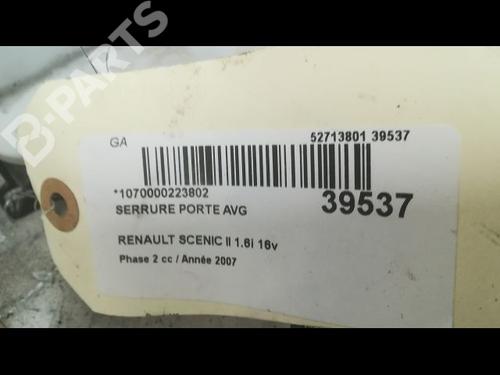 B-PARTS
GA
52713801 39537
*1070000223802
39537
SERRURE PORTE AVG
RENAULT SCENIC II 1.6i 16v
Phase 2 cc / Année 2007